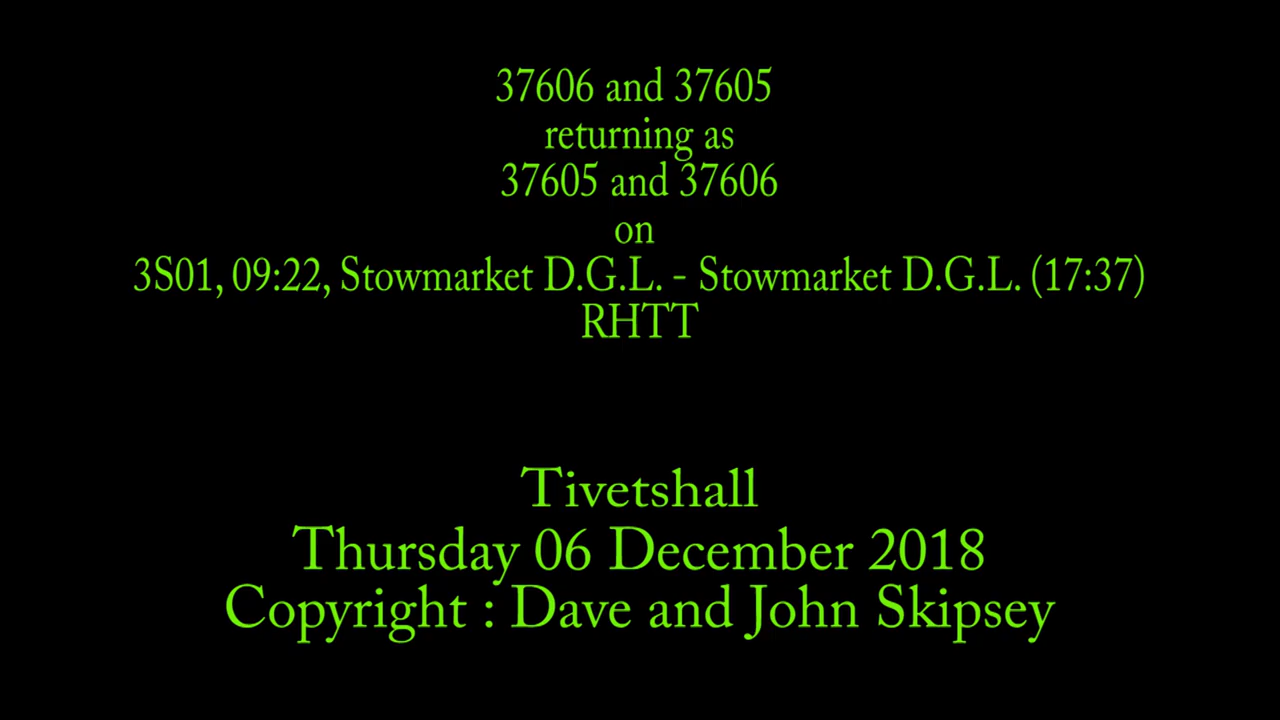 37606 and 37605
returning as
37605 and 37606
on
3S01, 09:22, Stowmarket D.G.L. - Stowmarket D.G.L. (17:37)
RHTT
Tivetshall
Thursday 06 December 2018
Copyright : Dave and John Skipsey